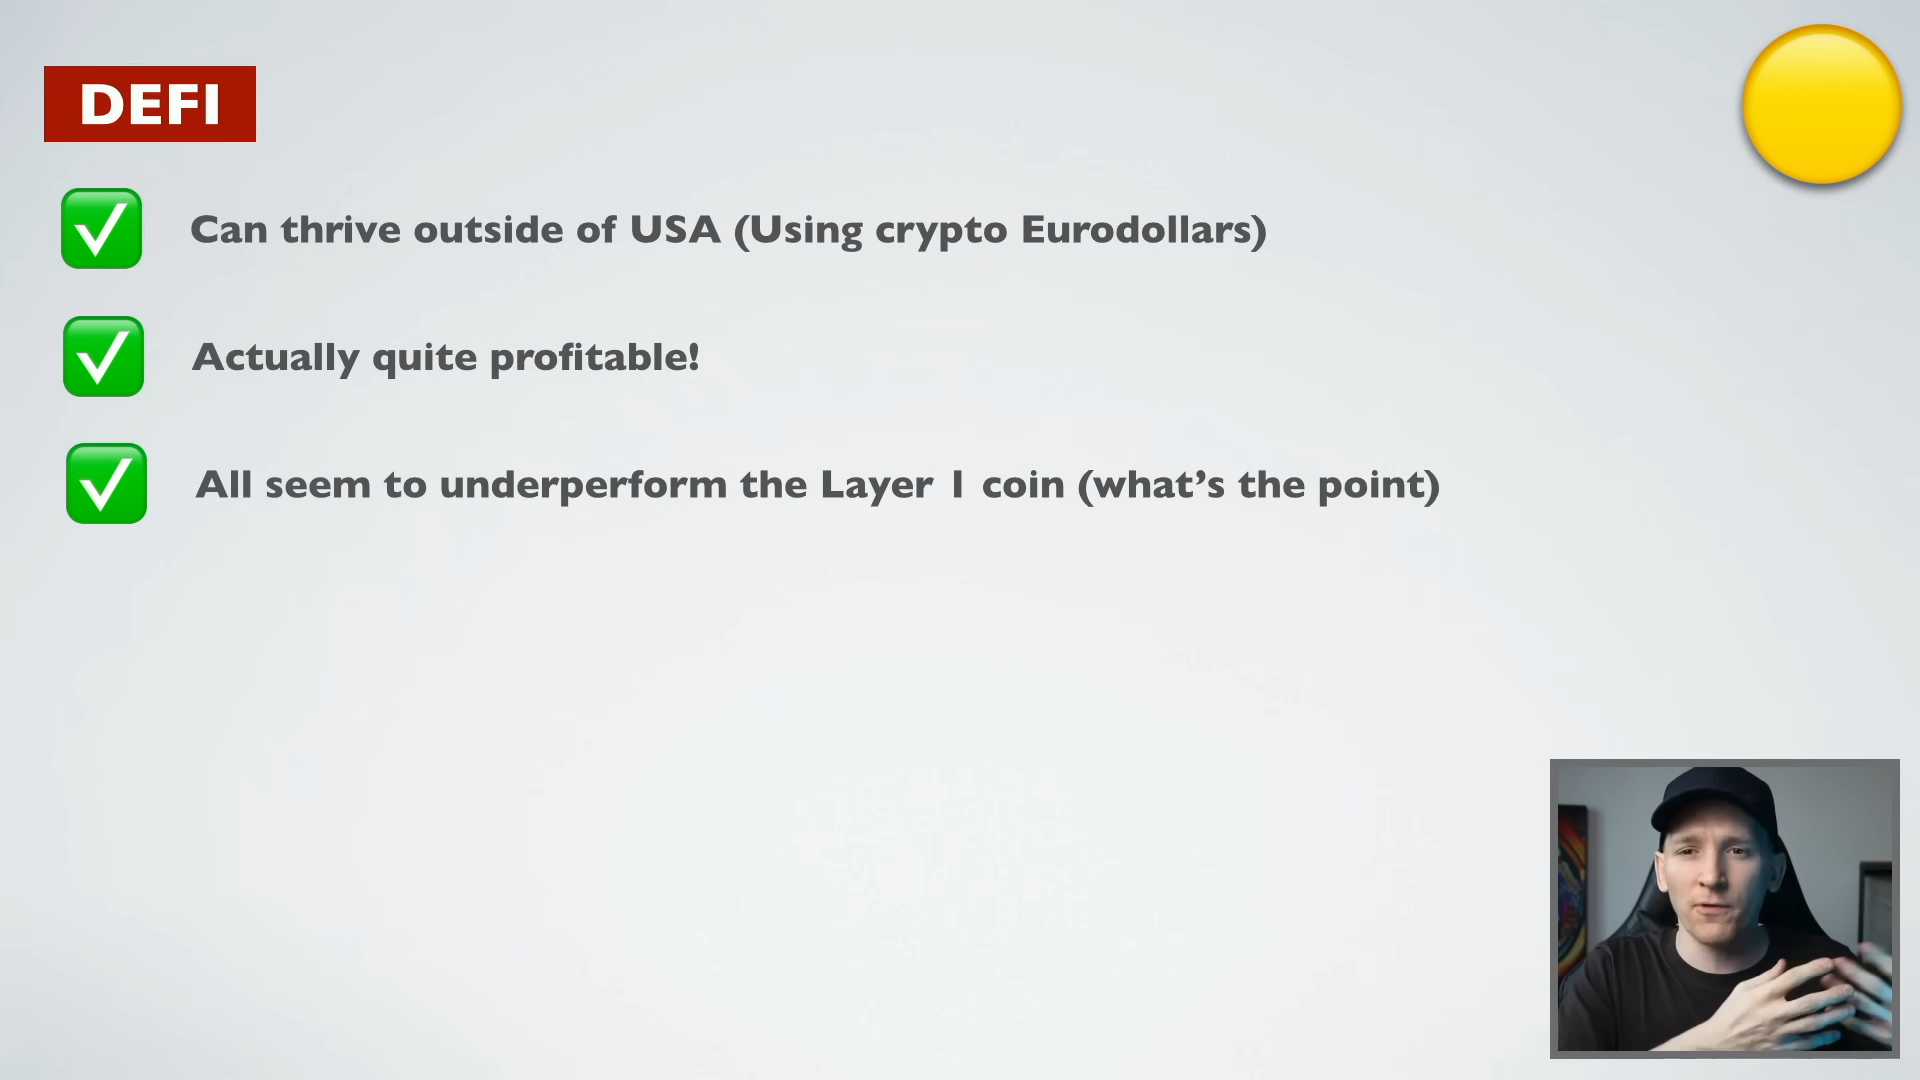 DEFI
Can thrive outside of USA (Using crypto Eurodollars)
Actually quite profitable!
All seem to underperform the Layer 1 coin (what’s the point)